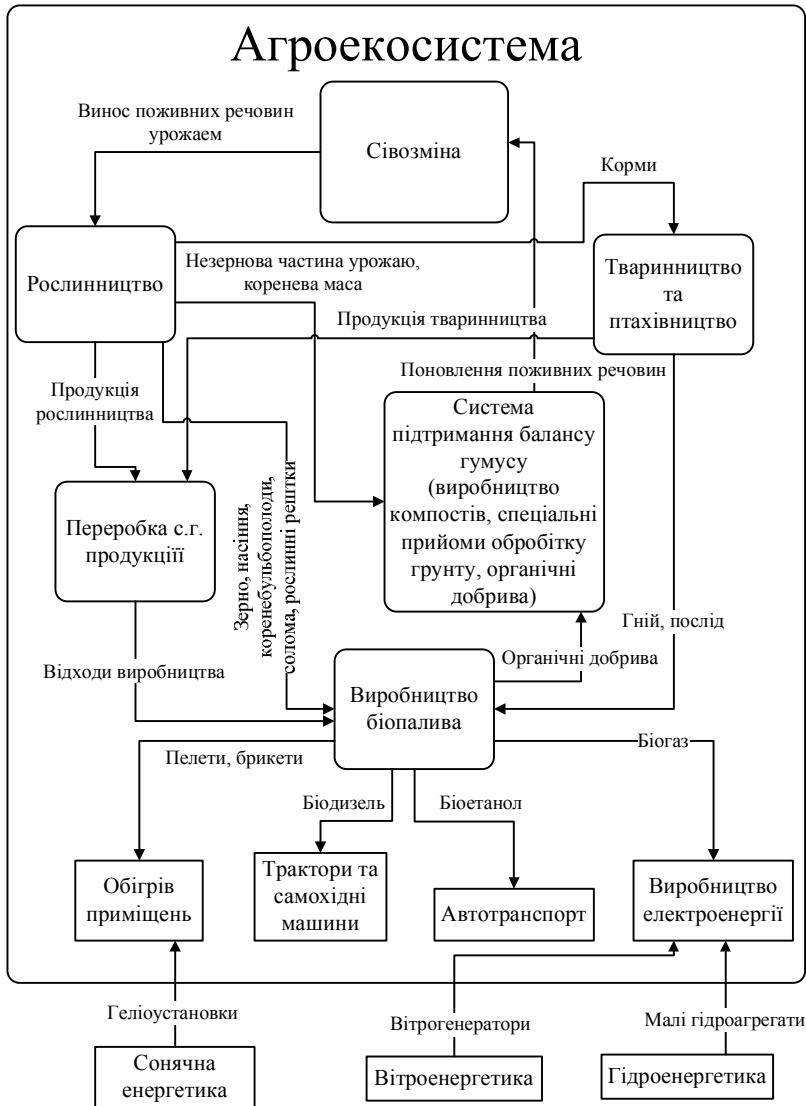 Агроекосистема
Винос поживних речовин
урожаем
Сівозміна
Корми
Рослинництво
Незернова частина урожаю,
коренева маса
Тваринництво
та
птахівництво
Продукція тваринництва
Продукція
рослинництва
Поновлення поживних речовин
Система
підтримання балансу
гумусу
(виробництво
компостів, спеціальні
прийоми обробітку
грунту, органічні
добрива)
Переробка с.г.
продукціїї
Зерно, насіння,
коренебульбоплоди,
солома, рослинні рештки
Гній, послід
Відходи виробництва
Органічні добрива
Виробництво
біопалива
Пелети, брикети
Біогаз
Біодизель
Біоетанол
Обігрів
приміщень
Трактори та
самохідні
машини
Автотранспорт
Виробництво
електроенергії
Геліоустановки
Вітрогенератори
Малі гідроагрегати
Сонячна
енергетика
Вітроенергетика
Гідроенергетика